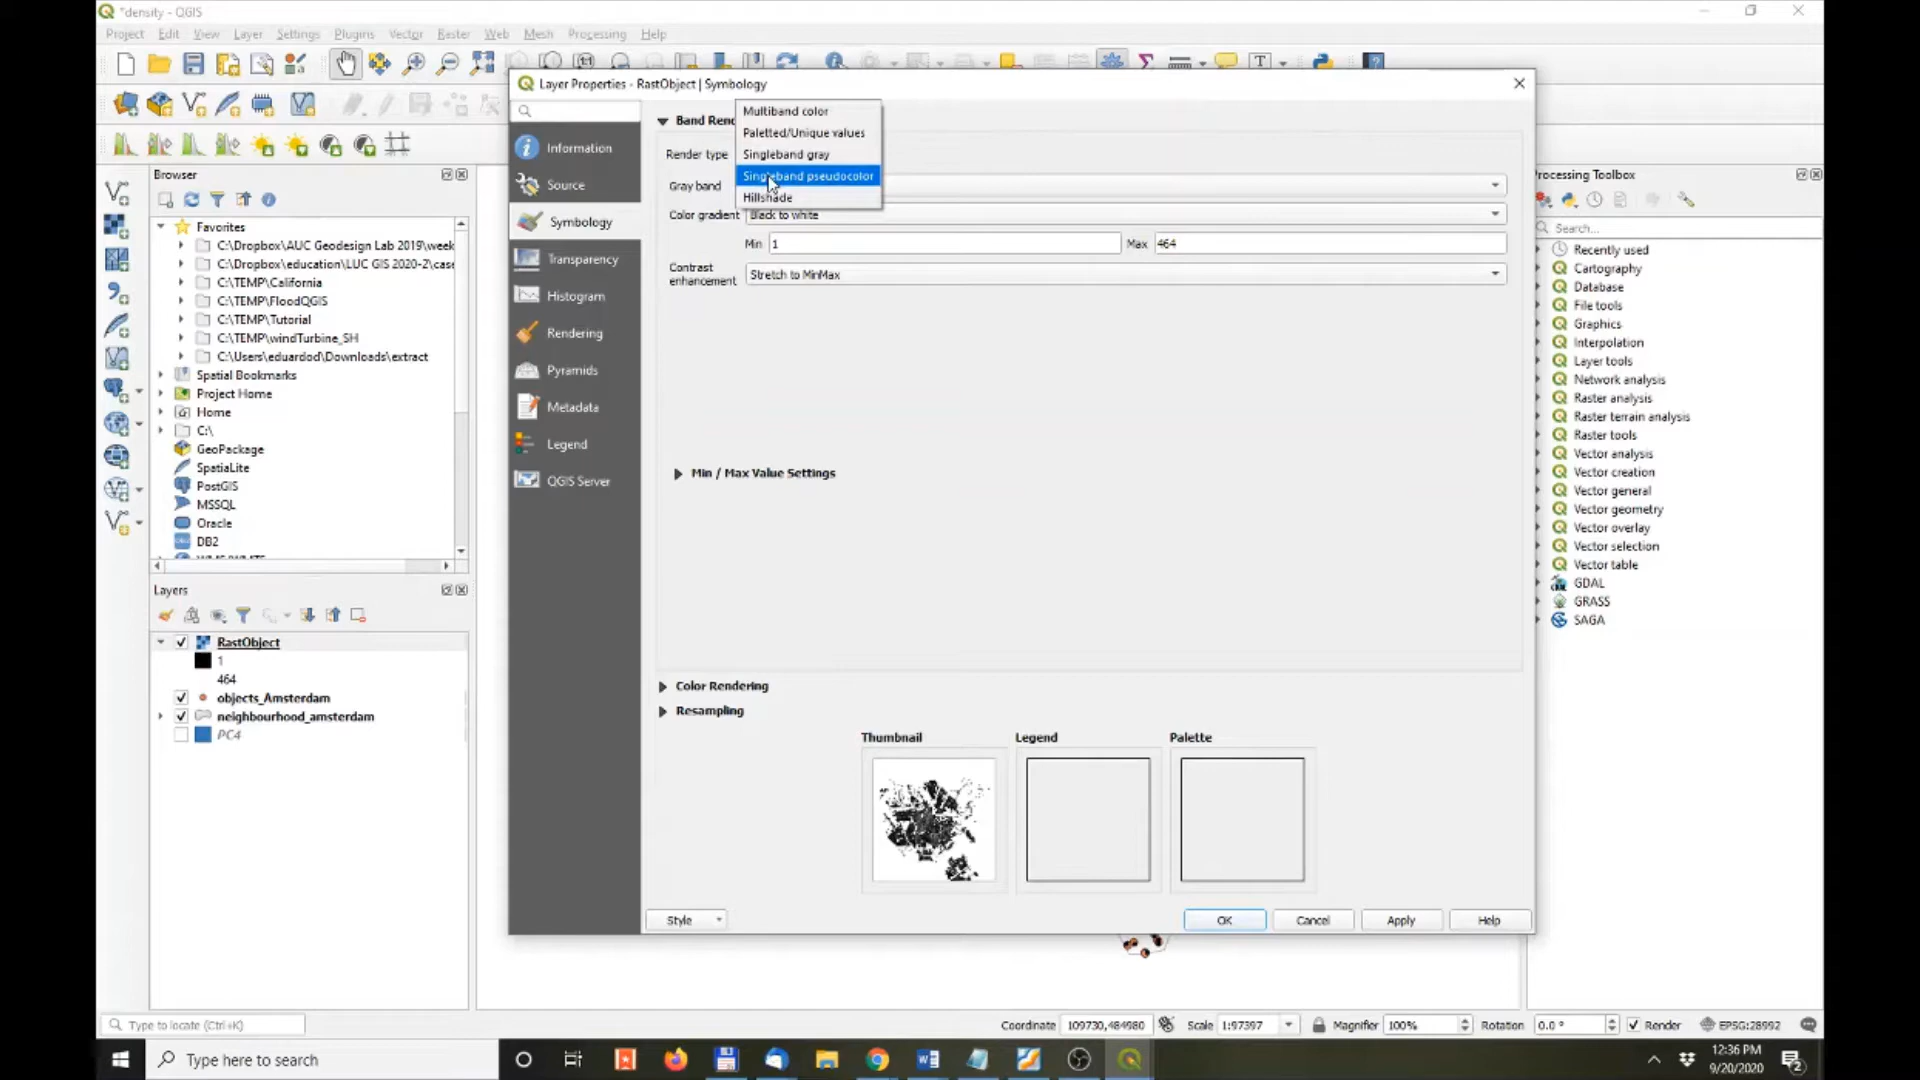 *density - QGIS
Project Edit View Layer Settings Plugins Vector Raster Web Mesh Processing Help
Layer Properties - RastObject | Symbology
Information
Source
Symbology
Transparency
Histogram
Rendering
Pyramids
Metadata
Legend
QGIS Server
Band Rend
Render type
Multiband color
Paletted/Unique values
Singleband gray
Singleband pseudocolor
Hillshade
Gray band
Color gradient Black to white
Min 1 Max 464
Contrast enhancement Stretch to MinMax
Min / Max Value Settings
Color Rendering
Resampling
Thumbnail Legend Palette
Style OK Cancel Apply Help
Browser
Favorites
C:\Dropbox\AUC Geodesign Lab 2019\week
C:\Dropbox\education\LUC GIS 2020-2\case
C:\TEMP\California
C:\TEMP\FloodQGIS
C:\TEMP\Tutorial
C:\TEMP\windTurbine_SH
C:\Users\eduardod\Downloads\extract
Spatial Bookmarks
Project Home
Home
C:\
GeoPackage
SpatiaLite
PostGIS
MSSQL
Oracle
DB2
Layers
RastObject
1
464
objects_Amsterdam
neighbourhood_amsterdam
PC4
rocessing Toolbox
Search...
Recently used
Cartography
Database
File tools
Graphics
Interpolation
Layer tools
Network analysis
Raster analysis
Raster terrain analysis
Raster tools
Vector analysis
Vector creation
Vector general
Vector geometry
Vector overlay
Vector selection
Vector table
GDAL
GRASS
SAGA
Type to locate (Ctrl+K)
Coordinate 109730,484980 Scale 1:97397 Magnifier 100% Rotation 0.0 ° Render EPSG:28992
Type here to search
12:36 PM
9/20/2020
2